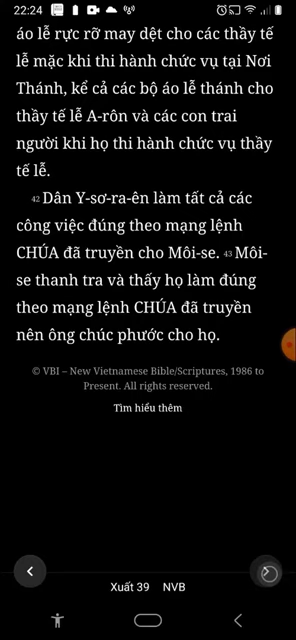 22:24
áo lễ rực rỡ may dệt cho các thầy tế
lễ mặc khi thi hành chức vụ tại Nơi
Thánh, kể cả các bộ áo lễ thánh cho
thầy tế lễ A-rôn và các con trai
người khi họ thi hành chức vụ thầy
tế lễ.
42 Dân Y-sơ-ra-ên làm tất cả các
công việc đúng theo mạng lệnh
CHÚA đã truyền cho Môi-se. 43 Môi-
se thanh tra và thấy họ làm đúng
theo mạng lệnh CHÚA đã truyền
nên ông chúc phước cho họ.
© VBI – New Vietnamese Bible/Scriptures, 1986 to
Present. All rights reserved.
Tìm hiểu thêm
Xuất 39 NVB